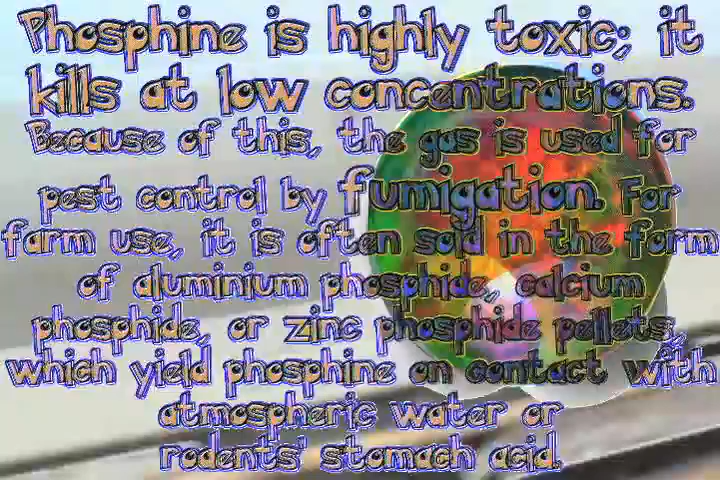 Phosphine is highly toxic; it
kills at low concentrations.
Because of this, the gas is used for
pest control by fumigation. For
farm use, it is often sold in the form
of aluminium phosphide, calcium
phosphide, or zinc phosphide pellets,
which yield phosphine on contact with
atmospheric water or
rodents' stomach acid.